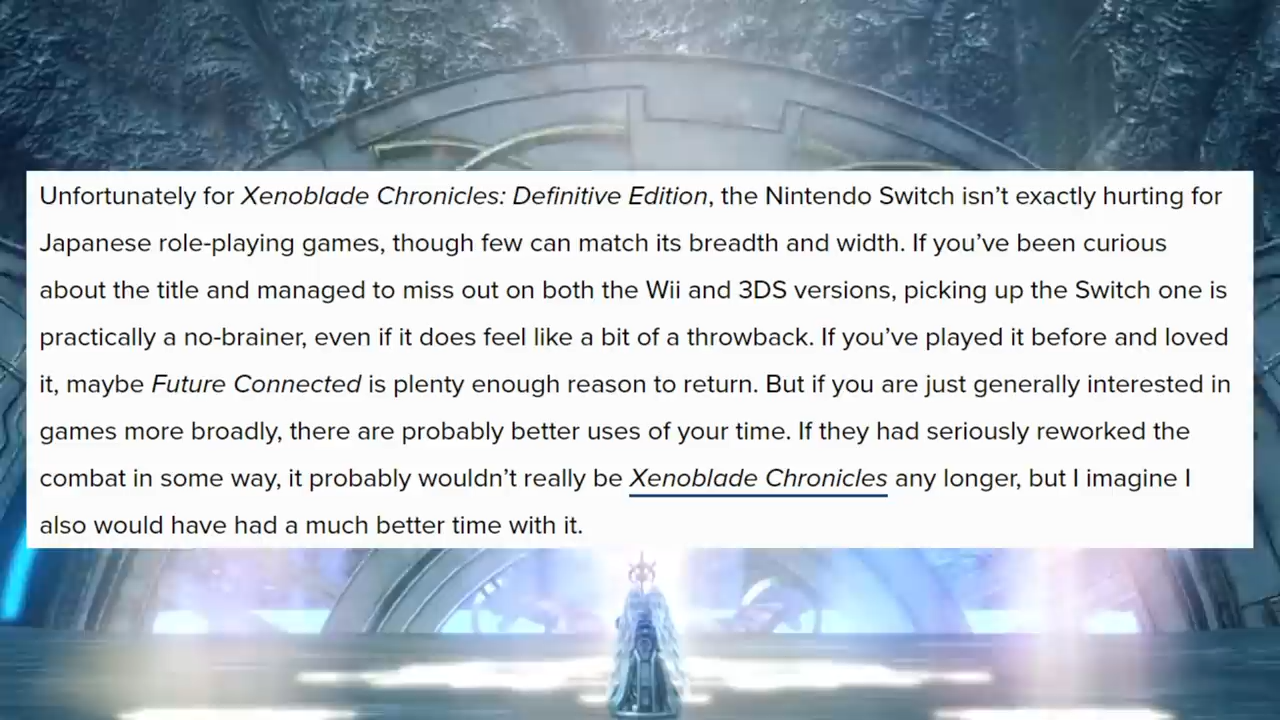 Unfortunately for Xenoblade Chronicles: Definitive Edition, the Nintendo Switch isn’t exactly hurting for
Japanese role-playing games, though few can match its breadth and width. If you’ve been curious
about the title and managed to miss out on both the Wii and 3DS versions, picking up the Switch one is
practically a no-brainer, even if it does feel like a bit of a throwback. If you’ve played it before and loved
it, maybe Future Connected is plenty enough reason to return. But if you are just generally interested in
games more broadly, there are probably better uses of your time. If they had seriously reworked the
combat in some way, it probably wouldn’t really be Xenoblade Chronicles any longer, but I imagine I
also would have had a much better time with it.